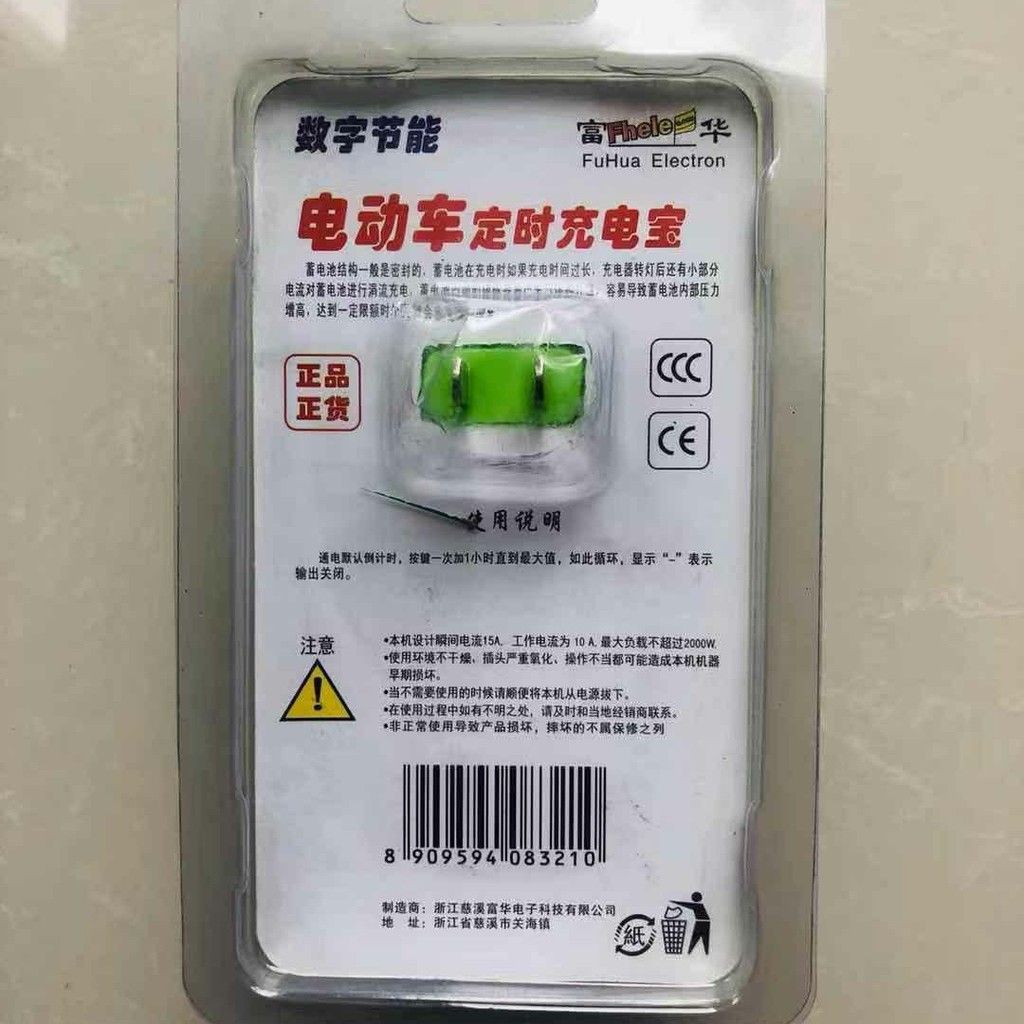 数字节能
富Fhele华
FuHua Electron
电动车定时充电宝
蓄电池结构一般是密封的，蓄电池在充电时如果充电时间过长，充电器转灯后还有小部分
电流对蓄电池进行涓流充电，蓄电池 容易导致蓄电池内部压力
增高，达到一定限额时
正品
正货
CCC
CE
使用说明
通电默认倒计时，按键一次加1小时直到最大值，如此循环，显示“-”表示
输出关闭。
注意
•本机设计瞬间电流15A，工作电流为 10 A, 最大负载不超过2000W.
•使用环境不干燥、插头严重氧化、操作不当都可能造成本机机器
早期损坏。
•当不需要使用的时候请顺便将本机从电源拔下。
•在使用过程中如有不明之处，请及时和当地经销商联系。
•非正常使用导致产品损坏，摔坏的不属保修之列
8 909594 083210
制造商：浙江慈溪富华电子科技有限公司
地 址：浙江省慈溪市关海镇
紙